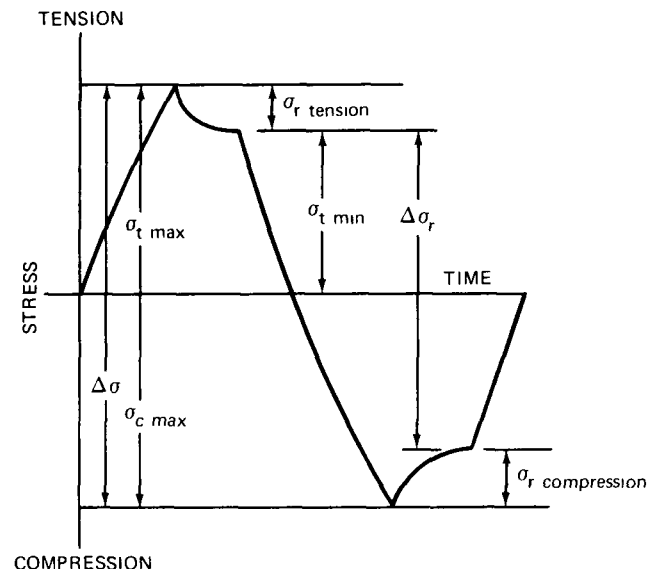 TENSION
σr tension
σt min
Δσr
σt max
TIME
STRESS
Δσ
σc max
σr compression
COMPRESSION